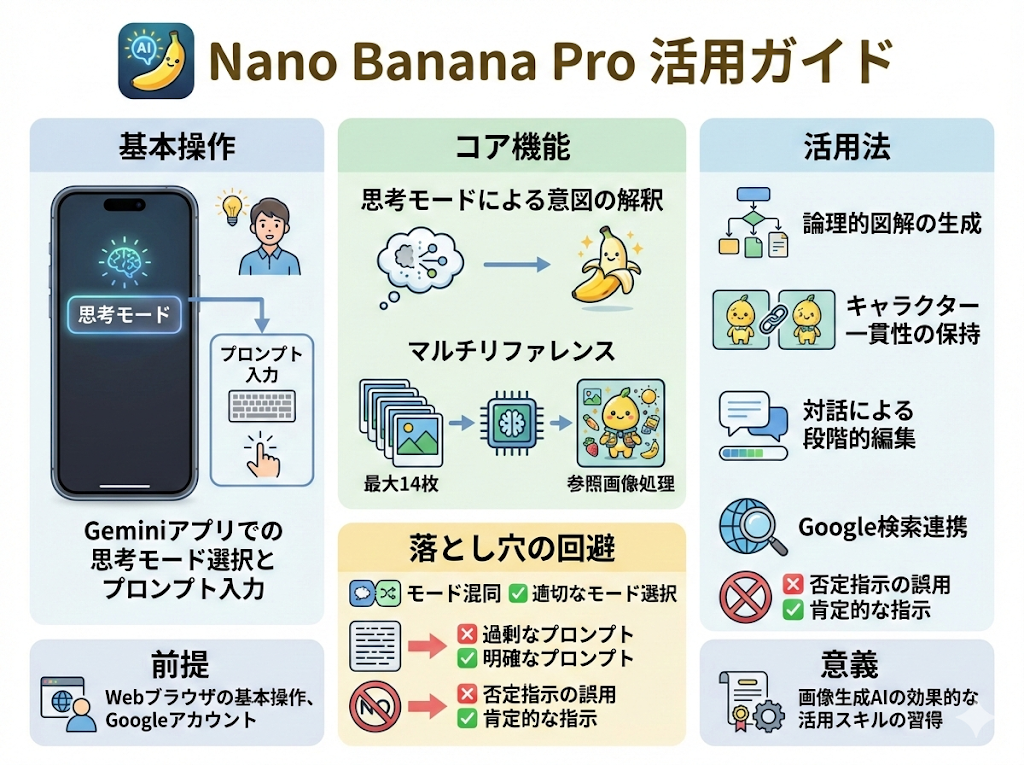 AI
Nano Banana Pro 活用ガイド
基本操作
思考モード
プロンプト
入力
Geminiアプリでの
思考モード選択と
プロンプト入力
前提
Webブラウザの基本操作、
Googleアカウント
コア機能
思考モードによる意図の解釈
マルチリファレンス
最大14枚
参照画像処理
落とし穴の回避
モード混同
適切なモード選択
過剰なプロンプト
明確なプロンプト
NO
否定指示の誤用
肯定的な指示
活用法
論理的図解の生成
キャラクター
一貫性の保持
対話による
段階的編集
Google検索連携
否定指示の誤用
肯定的な指示
意義
画像生成AIの効果的な
活用スキルの習得